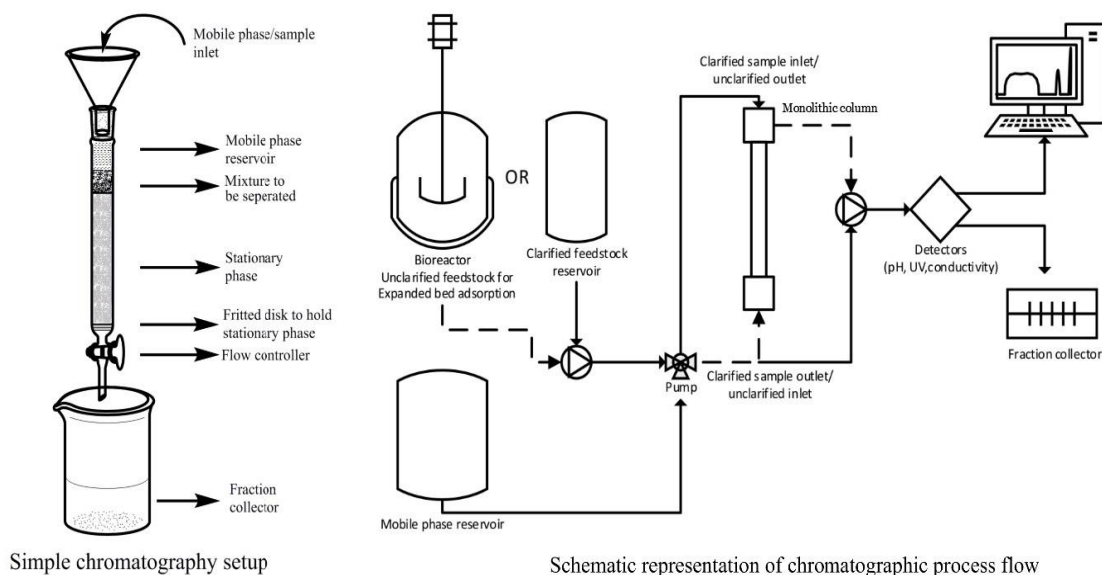 Mobile phase/sample
inlet
Mobile phase
reservoir
Mixture to
be seperated
Stationary
phase
Fritted disk to hold
stationary phase
Flow controller
Fraction
collector
Simple chromatography setup
Bioreactor
Unclarified feedstock for
Expanded bed adsorption
OR
Clarified feedstock
reservoir
Mobile phase reservoir
Pump
Clarified sample inlet/
unclarified outlet
Monolithic column
Clarified sample outlet/
unclarified inlet
Detectors
(pH, UV,conductivity)
Fraction collector
Schematic representation of chromatographic process flow